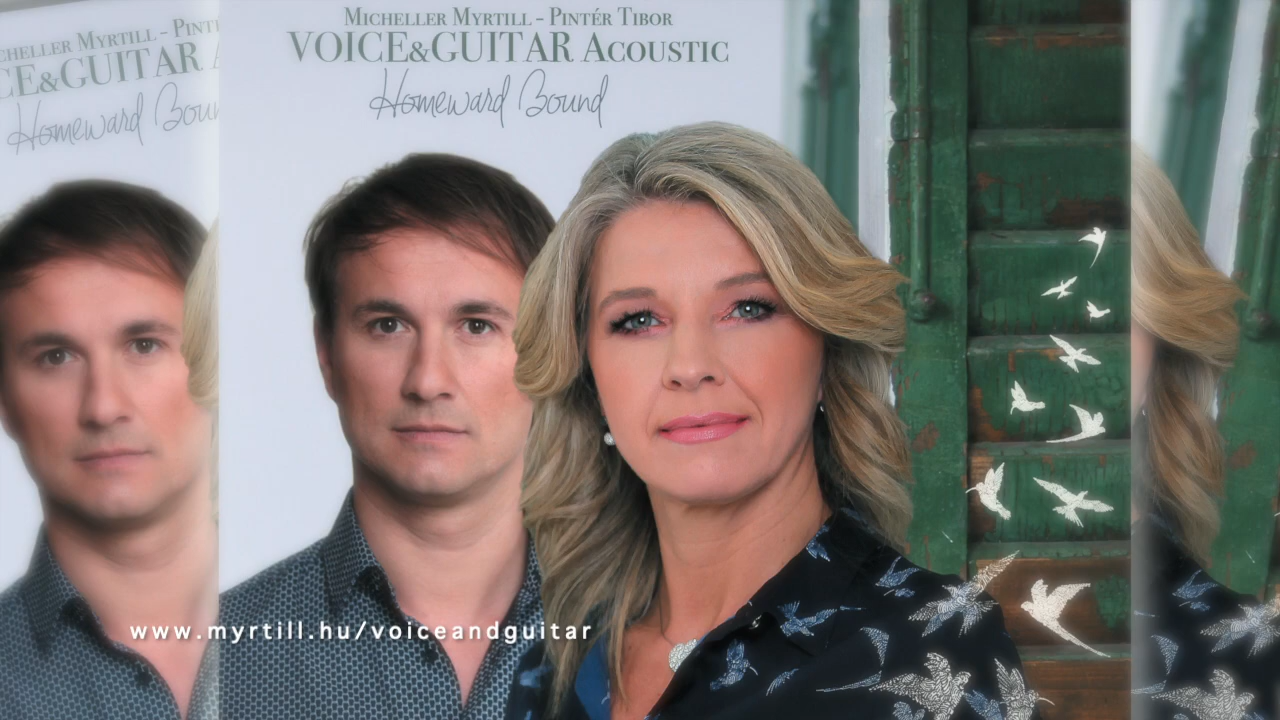 Micheller Myrtill - Pintér Tibor
VOICE&GUITAR Acoustic
Homeward Bound
www.myrtill.hu/voiceandguitar